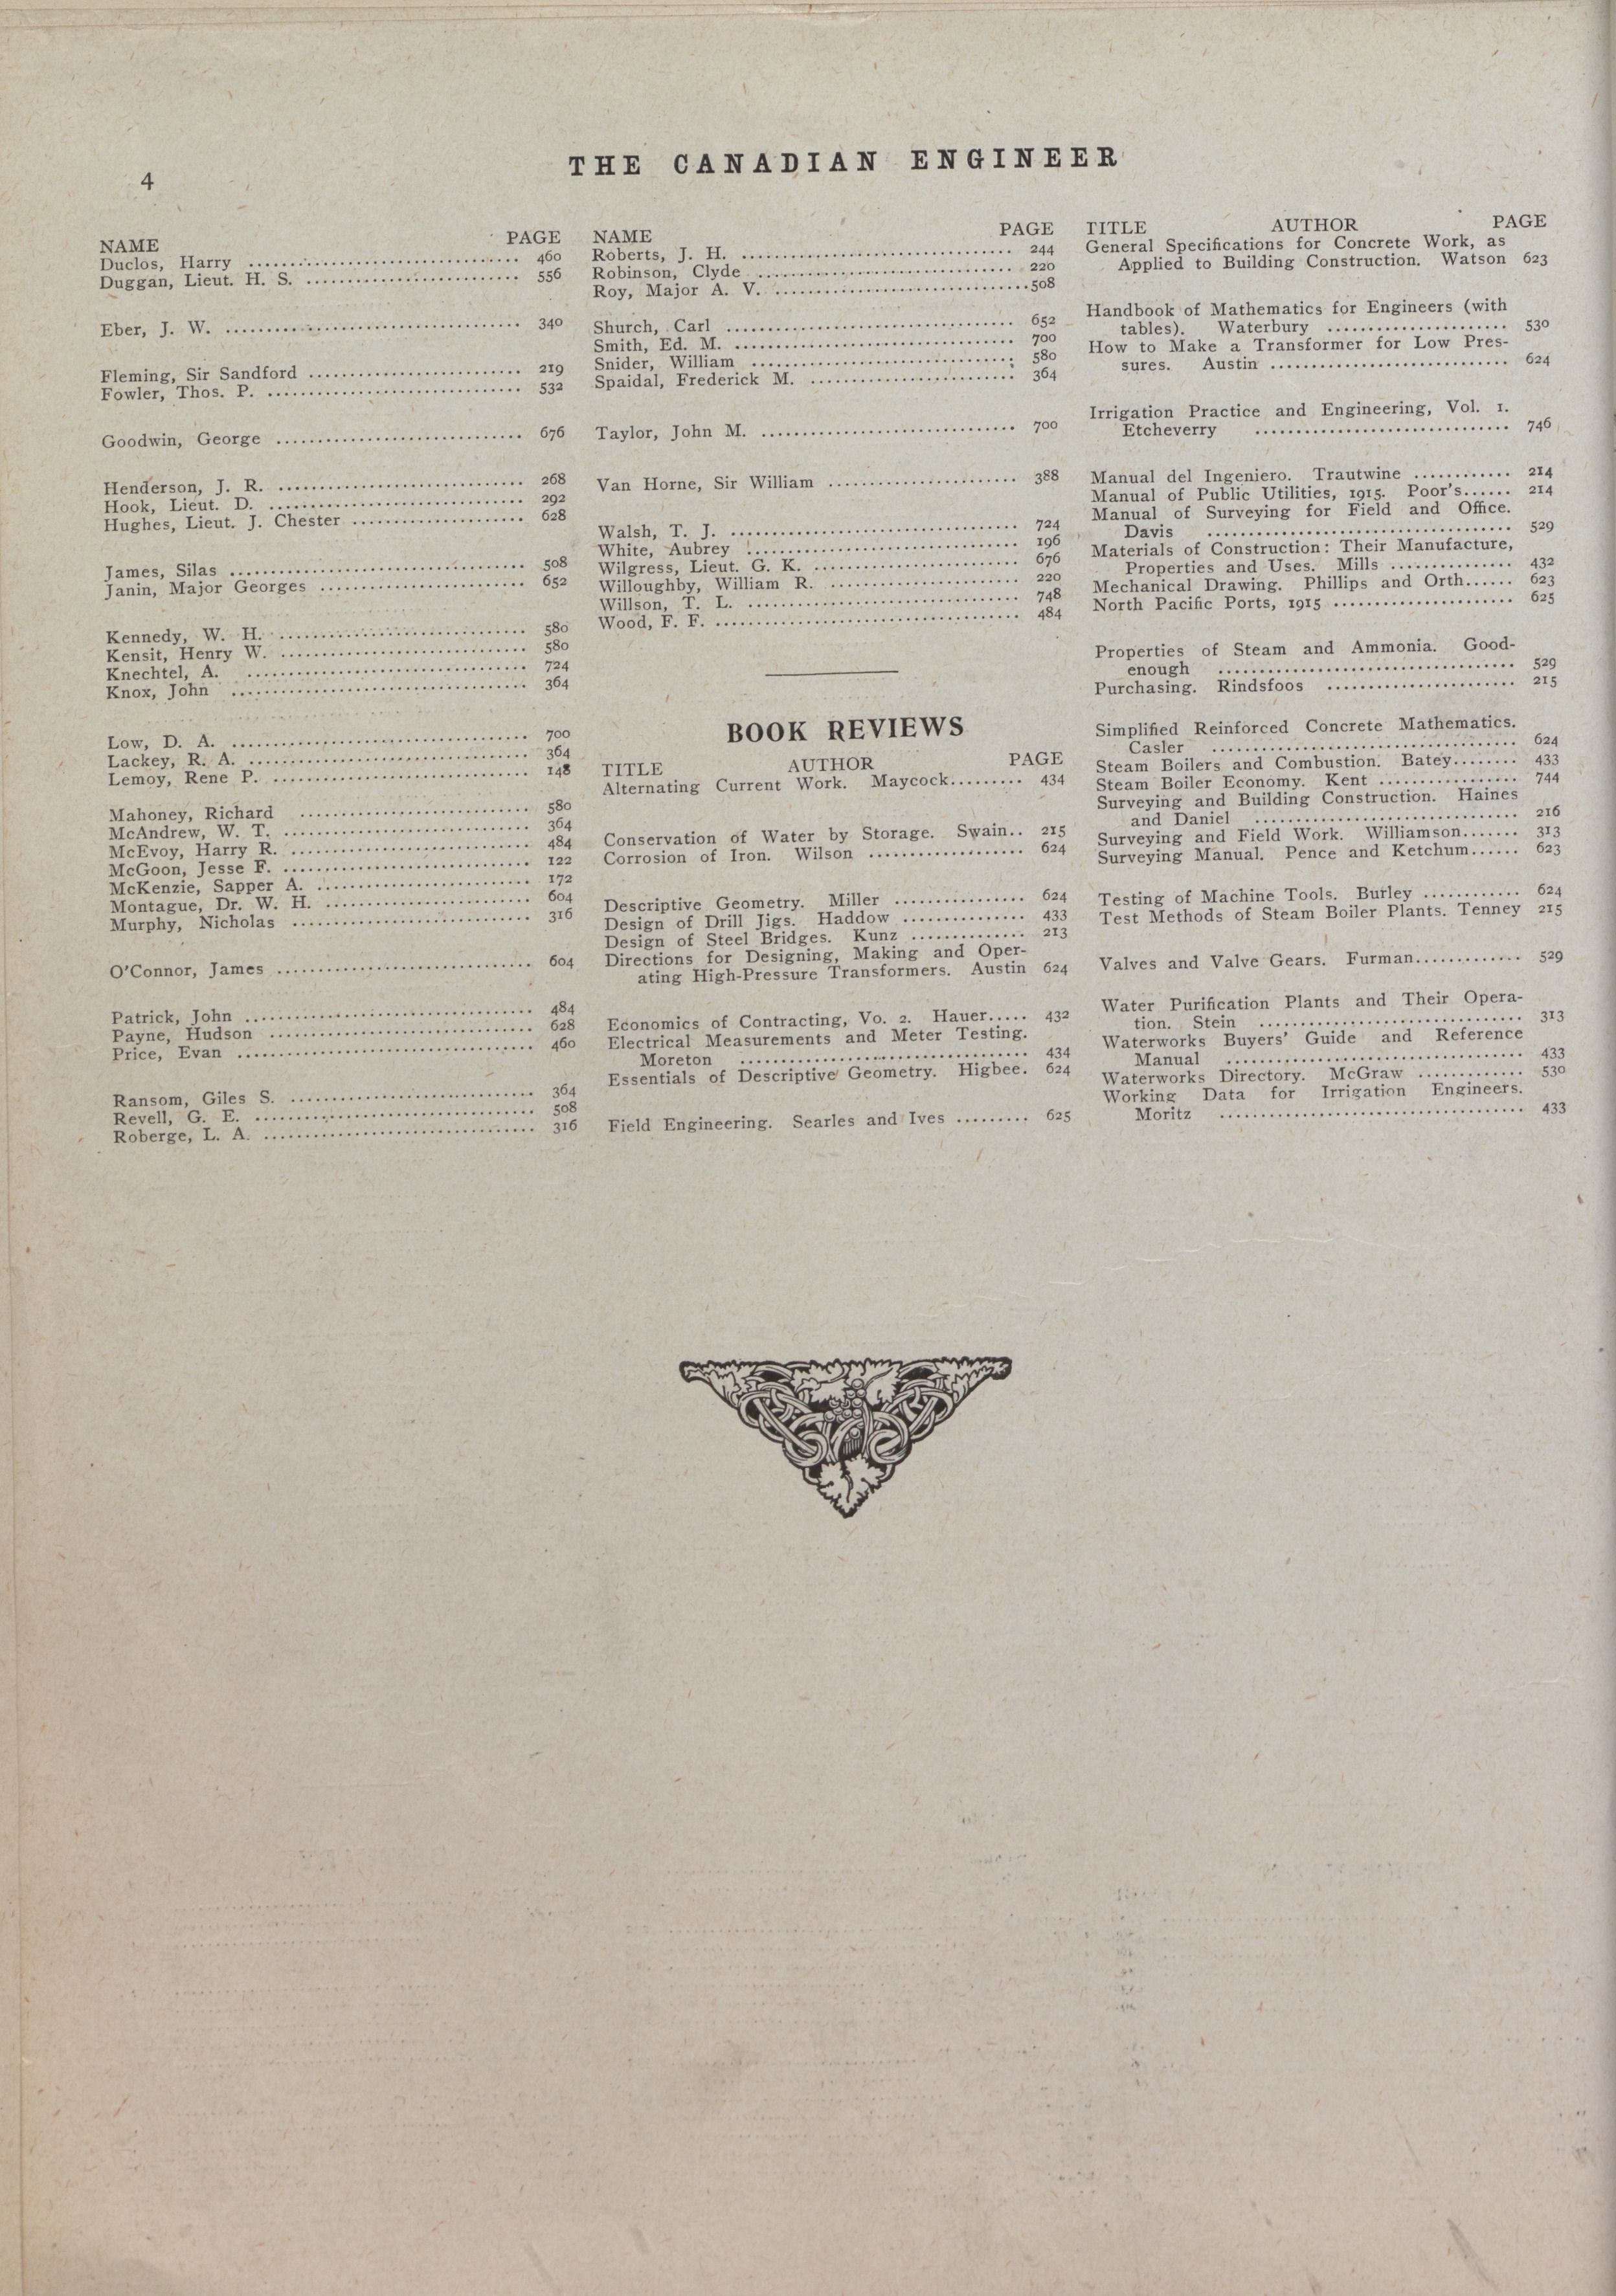 4
THE CANADIAN ENGINEER
NAME PAGE
Duclos, Harry .......... 460
Duggan, Lieut. H. S. .......... 556
Eber, J. W. .......... 340
Fleming, Sir Sandford .......... 219
Fowler, Thos. P. .......... 532
Goodwin, George .......... 676
Henderson, J. R. .......... 268
Hook, Lieut. D. .......... 292
Hughes, Lieut. J. Chester .......... 628
James, Silas .......... 508
Janin, Major Georges .......... 652
Kennedy, W. H. .......... 580
Kensit, Henry W. .......... 580
Knechtel, A. .......... 724
Knox, John .......... 364
Low, D. A. .......... 700
Lackey, R. A. .......... 364
Lemoy, Rene P. .......... 148
Mahoney, Richard .......... 580
McAndrew, W. T. .......... 364
McEvoy, Harry R. .......... 484
McGoon, Jesse F. .......... 122
McKenzie, Sapper A. .......... 172
Montague, Dr. W. H. .......... 604
Murphy, Nicholas .......... 316
O'Connor, James .......... 604
Patrick, John .......... 484
Payne, Hudson .......... 628
Price, Evan .......... 460
Ransom, Giles S. .......... 364
Revell, G. E. .......... 508
Roberge, L. A. .......... 316
NAME PAGE
Roberts, J. H. .......... 244
Robinson, Clyde .......... 220
Roy, Major A. V. .......... 508
Shurch, Carl .......... 652
Smith, Ed. M. .......... 700
Snider, William .......... 580
Spaidal, Frederick M. .......... 364
Taylor, John M. .......... 700
Van Horne, Sir William .......... 388
Walsh, T. J. .......... 724
White, Aubrey .......... 196
Wilgress, Lieut. G. K. .......... 676
Willoughby, William R. .......... 220
Willson, T. L. .......... 748
Wood, F. F. .......... 484
BOOK REVIEWS
TITLE AUTHOR PAGE
Alternating Current Work. Maycock......... 434
Conservation of Water by Storage. Swain.. 215
Corrosion of Iron. Wilson .......... 624
Descriptive Geometry. Miller .......... 624
Design of Drill Jigs. Haddow .......... 433
Design of Steel Bridges. Kunz .......... 213
Directions for Designing, Making and Oper-
ating High-Pressure Transformers. Austin 624
Economics of Contracting, Vo. 2. Hauer..... 432
Electrical Measurements and Meter Testing.
Moreton .......... 434
Essentials of Descriptive Geometry. Higbee. 624
Field Engineering. Searles and Ives ......... 625
TITLE AUTHOR PAGE
General Specifications for Concrete Work, as
Applied to Building Construction. Watson 623
Handbook of Mathematics for Engineers (with
tables). Waterbury .......... 530
How to Make a Transformer for Low Pres-
sures. Austin .......... 624
Irrigation Practice and Engineering, Vol. 1.
Etcheverry .......... 746
Manual del Ingeniero. Trautwine .......... 214
Manual of Public Utilities, 1915. Poor's...... 214
Manual of Surveying for Field and Office.
Davis .......... 529
Materials of Construction: Their Manufacture,
Properties and Uses. Mills .......... 432
Mechanical Drawing. Phillips and Orth...... 623
North Pacific Ports, 1915 .......... 625
Properties of Steam and Ammonia. Good-
enough .......... 529
Purchasing. Rindsfoos .......... 215
Simplified Reinforced Concrete Mathematics.
Casler .......... 624
Steam Boilers and Combustion. Batey........ 433
Steam Boiler Economy. Kent .......... 744
Surveying and Building Construction. Haines
and Daniel .......... 216
Surveying and Field Work. Williamson....... 313
Surveying Manual. Pence and Ketchum...... 623
Testing of Machine Tools. Burley .......... 624
Test Methods of Steam Boiler Plants. Tenney 215
Valves and Valve Gears. Furman............ 529
Water Purification Plants and Their Opera-
tion. Stein .......... 313
Waterworks Buyers' Guide and Reference
Manual .......... 433
Waterworks Directory. McGraw .......... 530
Working Data for Irrigation Engineers.
Moritz .......... 433